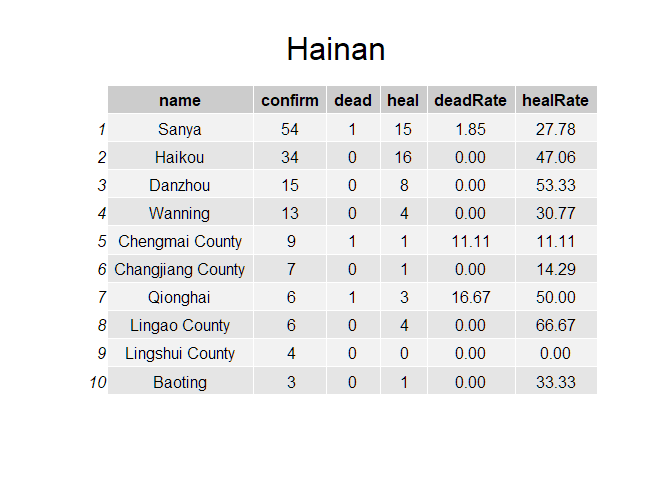 Hainan
name confirm dead heal deadRate healRate
1 Sanya 54 1 15 1.85 27.78
2 Haikou 34 0 16 0.00 47.06
3 Danzhou 15 0 8 0.00 53.33
4 Wanning 13 0 4 0.00 30.77
5 Chengmai County 9 1 1 11.11 11.11
6 Changjiang County 7 0 1 0.00 14.29
7 Qionghai 6 1 3 16.67 50.00
8 Lingao County 6 0 4 0.00 66.67
9 Lingshui County 4 0 0 0.00 0.00
10 Baoting 3 0 1 0.00 33.33